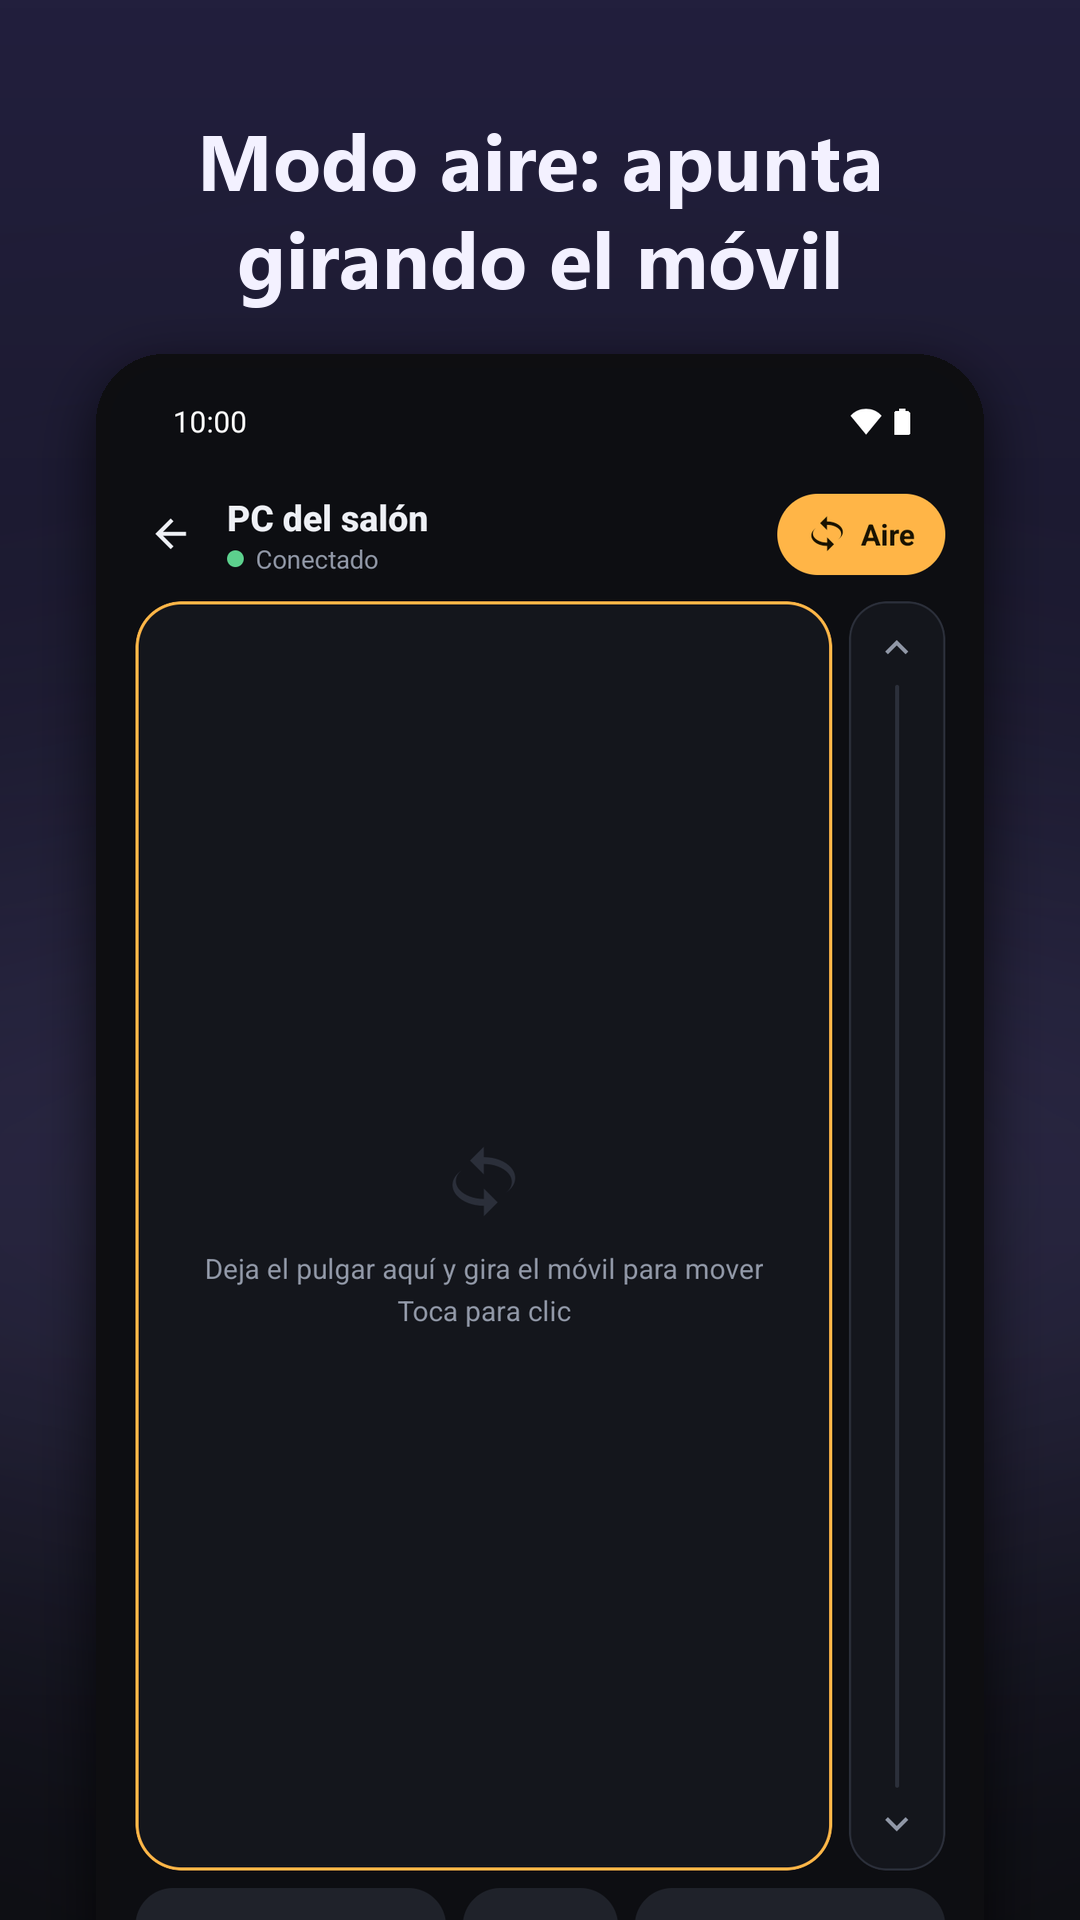 Modo aire: apunta
girando el móvil
10:00
PC del salón
Conectado
Aire
Deja el pulgar aquí y gira el móvil para mover
Toca para clic